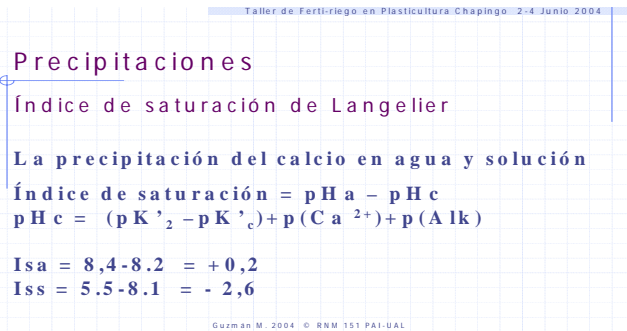 Taller de Ferti-riego en Plasticultura Chapingo 2-4 Junio 2004
Precipitaciones
Índice de saturación de Langelier
La precipitación del calcio en agua y solución
Índice de saturación = pHa – pHc
pHc = (pK’₂ –pK’c)+p(Ca ²⁺)+p(Alk)
Isa = 8,4-8.2 = +0,2
Iss = 5.5-8.1 = - 2,6
Guzmán M. 2004 © RNM 151 PAI-UAL